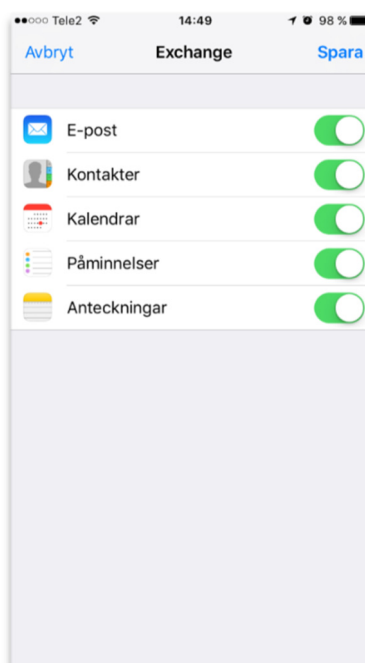 Tele2 14:49 98 %
Avbryt Exchange Spara
E-post
Kontakter
Kalendrar
Påminnelser
Anteckningar